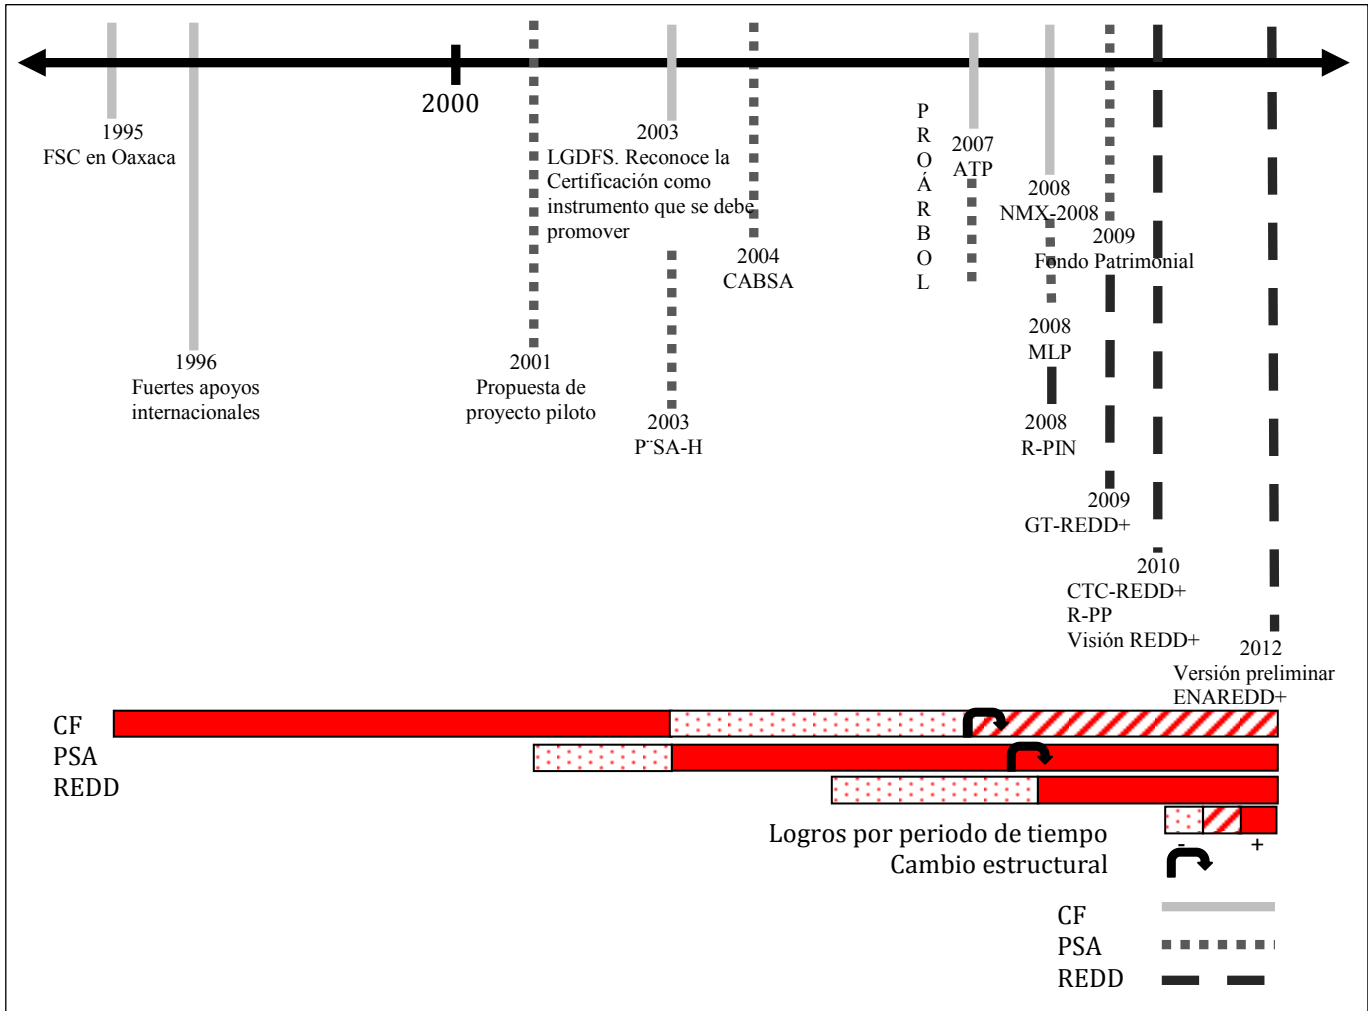 2000
1995
FSC en Oaxaca
1996
Fuertes apoyos
internacionales
2001
Propuesta de
proyecto piloto
2003
LGDFS. Reconoce la
Certificación como
instrumento que se debe
promover
2003
P¨SA-H
2004
CABSA
P
R
O
Á
R
B
O
L
2007
ATP
2008
NMX-2008
2008
MLP
2008
R-PIN
2009
Fondo Patrimonial
2009
GT-REDD+
2010
CTC-REDD+
R-PP
Visión REDD+
2012
Versión preliminar
ENAREDD+
CF
PSA
REDD
Logros por periodo de tiempo
- +
Cambio estructural
CF
PSA
REDD